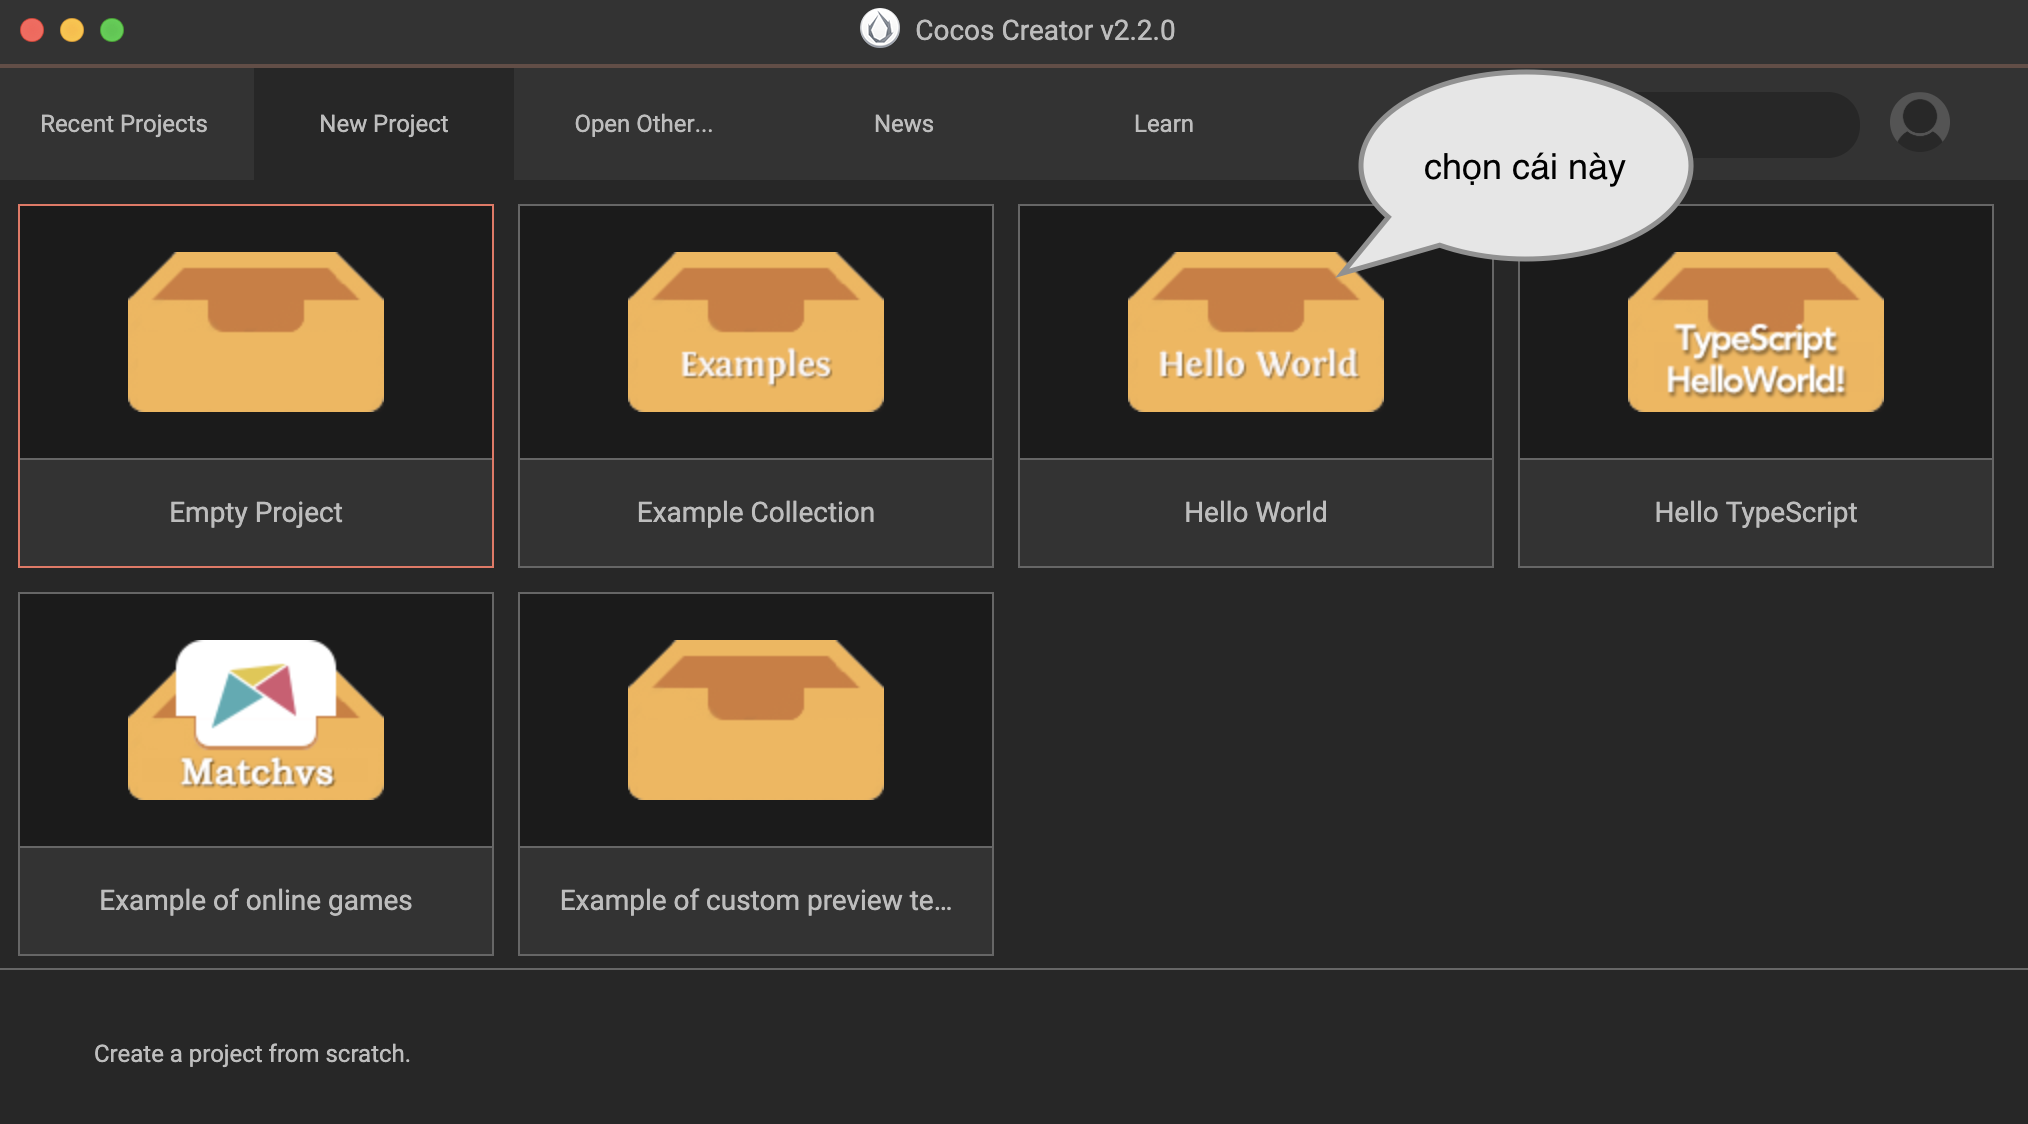 Cocos Creator v2.2.0
Recent Projects
New Project
Open Other...
News
Learn
chọn cái này
Examples
Hello World
TypeScript
HelloWorld!
Empty Project
Example Collection
Hello World
Hello TypeScript
Matchvs
Example of online games
Example of custom preview te...
Create a project from scratch.